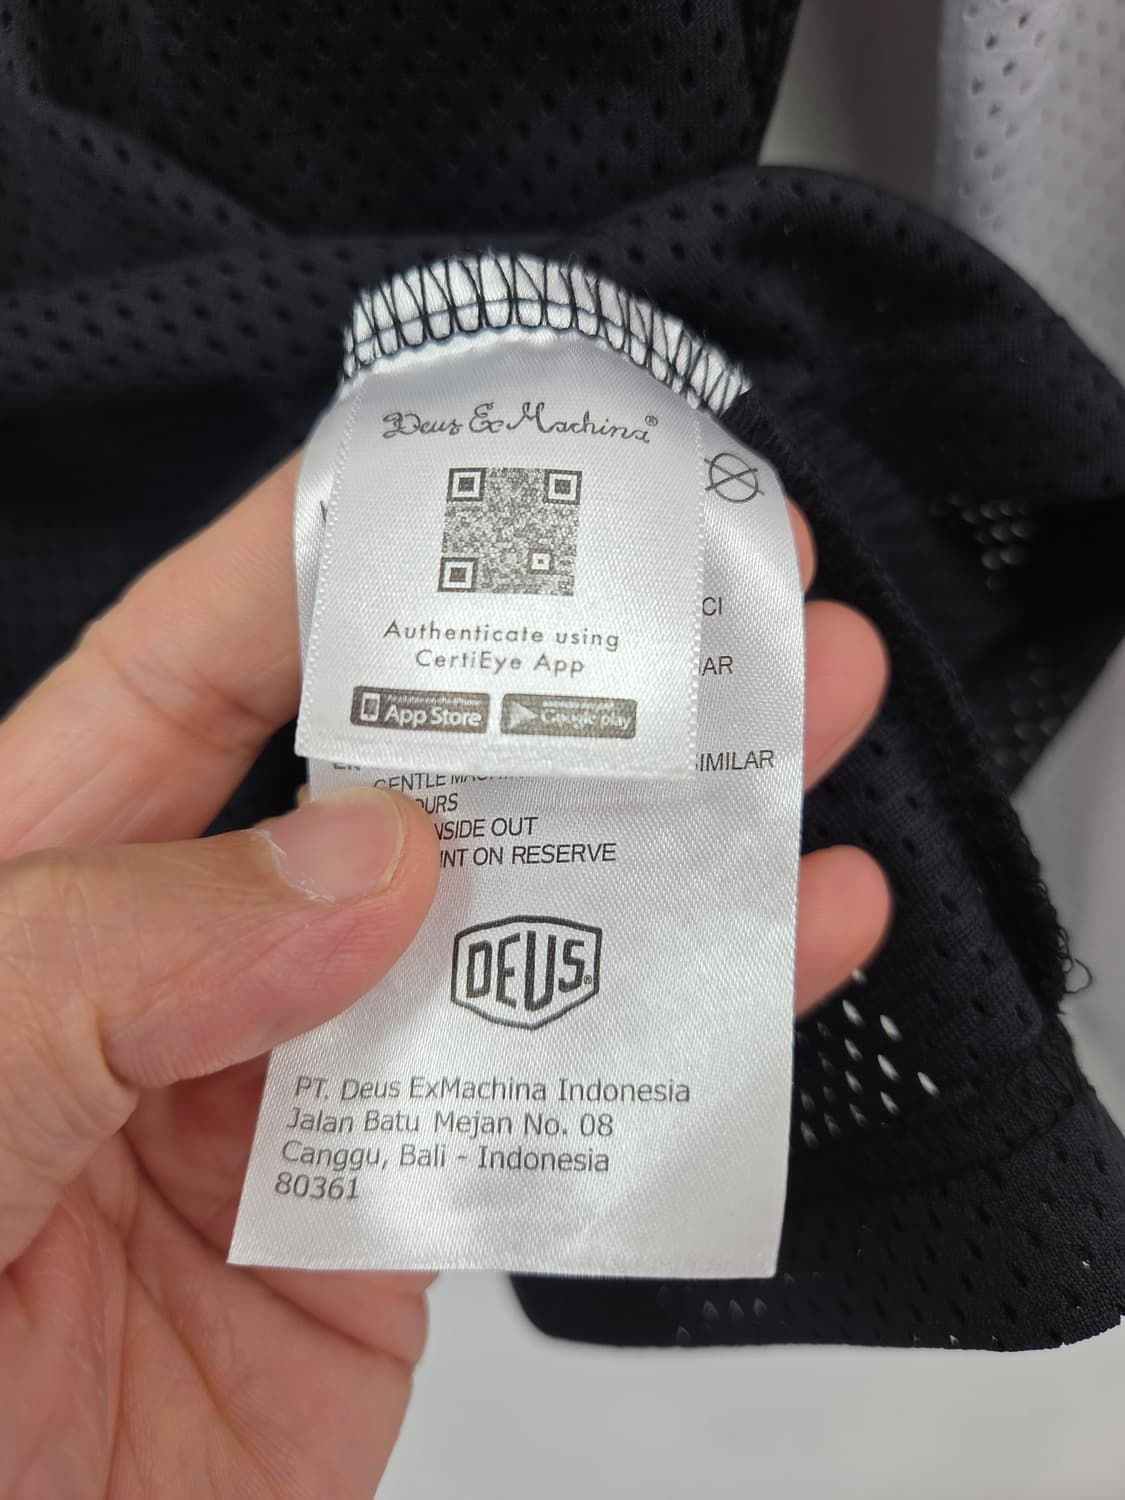 Deus Ex Machina®
Authenticate using
CertiEye App
App Store
Google play
CI
AR
SIMILAR
GENTLE
OURS
INSIDE OUT
INT ON RESERVE
DEUS®
PT. Deus ExMachina Indonesia
Jalan Batu Mejan No. 08
Canggu, Bali - Indonesia
80361